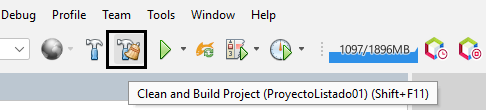 Debug Profile Team Tools Window Help
1097/1896MB
Clean and Build Project (ProyectoListado01) (Shift+F11)